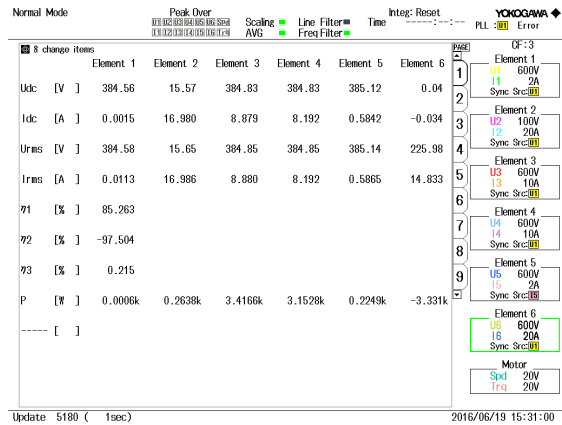 Normal Mode Peak Over Integ: Reset YOKOGAWA
U1 U2 U3 U4 U5 U6 Spd Scaling Line Filter Time ------:--:-- PLL :U1 Error
I1 I2 I3 I4 I5 I6 Trq AVG Freq Filter
8 change items PAGE CF:3
Element 1 Element 2 Element 3 Element 4 Element 5 Element 6
Udc [V ] 384.56 15.57 384.83 384.83 385.12 0.04
Idc [A ] 0.0015 16.980 8.879 8.192 0.5842 -0.034
Urms [V ] 384.58 15.65 384.85 384.85 385.14 225.98
Irms [A ] 0.0113 16.986 8.880 8.192 0.5865 14.833
η1 [% ] 85.263
η2 [% ] -97.504
η3 [% ] 0.215
P [W ] 0.0006k 0.2638k 3.4166k 3.1528k 0.2249k -3.331k
----- [ ]
1
2
3
4
5
6
7
8
9
Element 1
U1 600V
I1 2A
Sync Src:U1
Element 2
U2 100V
I2 20A
Sync Src:U1
Element 3
U3 600V
I3 10A
Sync Src:U1
Element 4
U4 600V
I4 10A
Sync Src:U1
Element 5
U5 600V
I5 2A
Sync Src:I5
Element 6
U6 600V
I6 20A
Sync Src:U1
Motor
Spd 20V
Trq 20V
Update 5180 ( 1sec) 2016/06/19 15:31:00